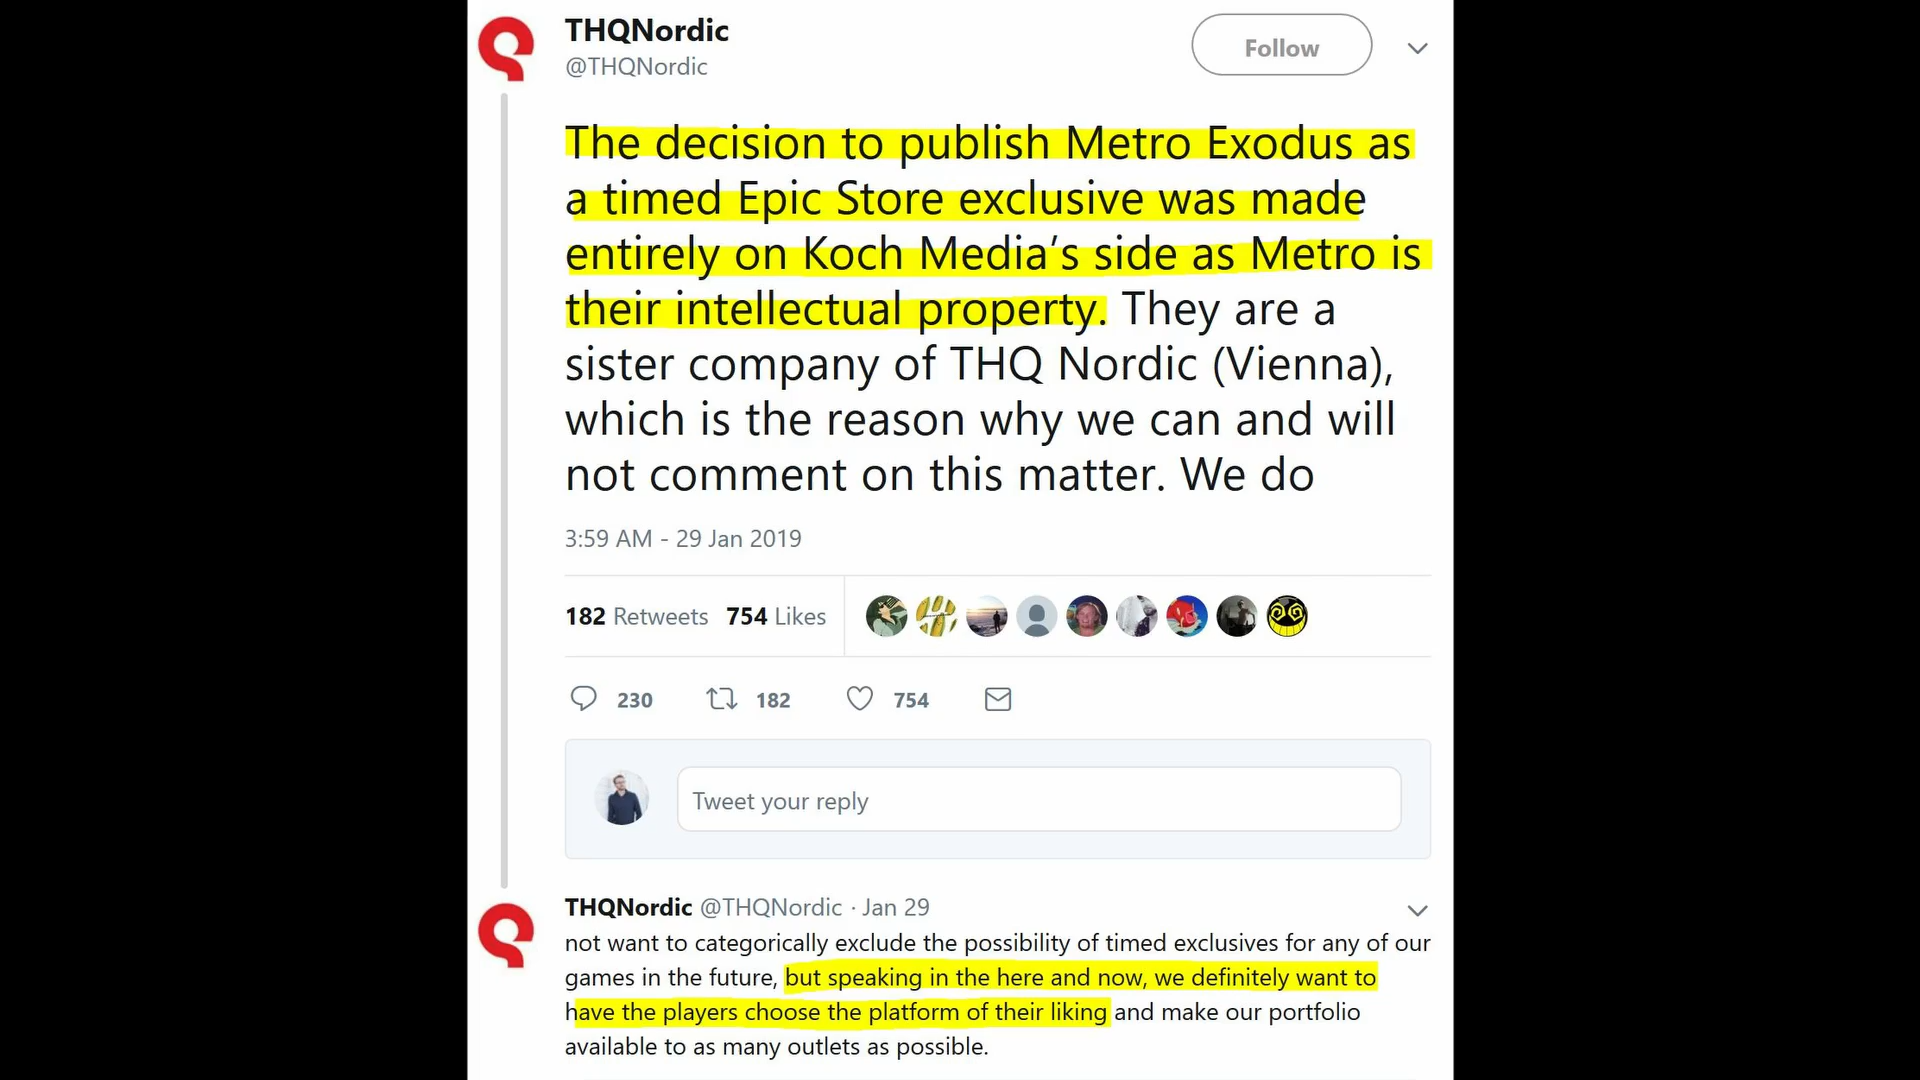 THQNordic
@THQNordic
Follow
The decision to publish Metro Exodus as
a timed Epic Store exclusive was made
entirely on Koch Media’s side as Metro is
their intellectual property. They are a
sister company of THQ Nordic (Vienna),
which is the reason why we can and will
not comment on this matter. We do
3:59 AM - 29 Jan 2019
182 Retweets 754 Likes
230 182 754
Tweet your reply
THQNordic @THQNordic · Jan 29
not want to categorically exclude the possibility of timed exclusives for any of our
games in the future, but speaking in the here and now, we definitely want to
have the players choose the platform of their liking and make our portfolio
available to as many outlets as possible.